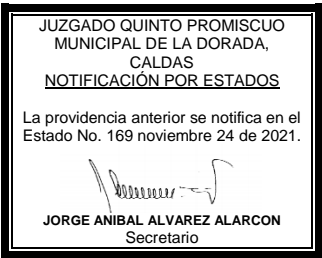 JUZGADO QUINTO PROMISCUO
MUNICIPAL DE LA DORADA,
CALDAS
NOTIFICACIÓN POR ESTADOS
La providencia anterior se notifica en el
Estado No. 169 noviembre 24 de 2021.
JORGE ANIBAL ALVAREZ ALARCON
Secretario